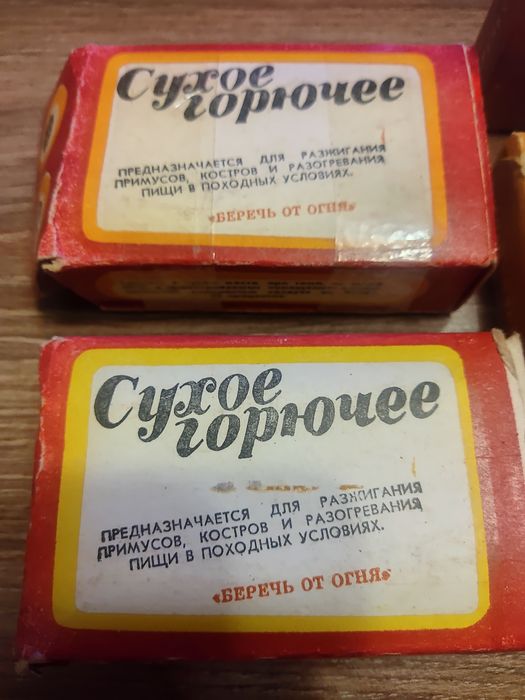 Сухое
горючее
ПРЕДНАЗНАЧАЕТСЯ ДЛЯ РАЗЖИГАНИЯ
ПРИМУСОВ, КОСТРОВ И РАЗОГРЕВАНИЯ
ПИЩИ В ПОХОДНЫХ УСЛОВИЯХ.
«БЕРЕЧЬ ОТ ОГНЯ»
Сухое
горючее
ПРЕДНАЗНАЧАЕТСЯ ДЛЯ РАЗЖИГАНИЯ
ПРИМУСОВ, КОСТРОВ И РАЗОГРЕВАНИЯ
ПИЩИ В ПОХОДНЫХ УСЛОВИЯХ.
«БЕРЕЧЬ ОТ ОГНЯ»